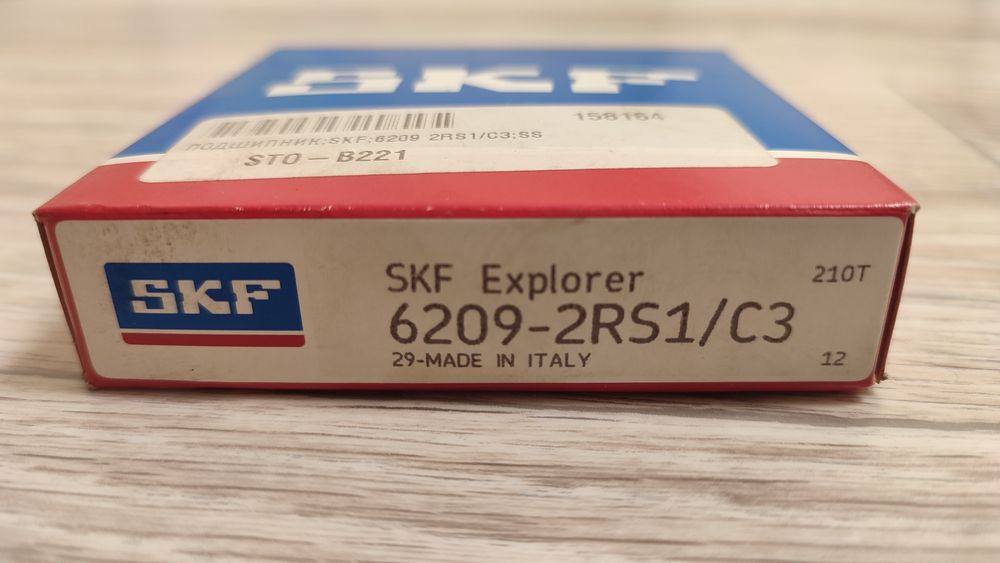 SKF
158164
ПОДШИПНИК;SKF;6209 2RS1/C3;SS
STO-B221
SKF
SKF Explorer
210T
6209-2RS1/C3
29-MADE IN ITALY
12